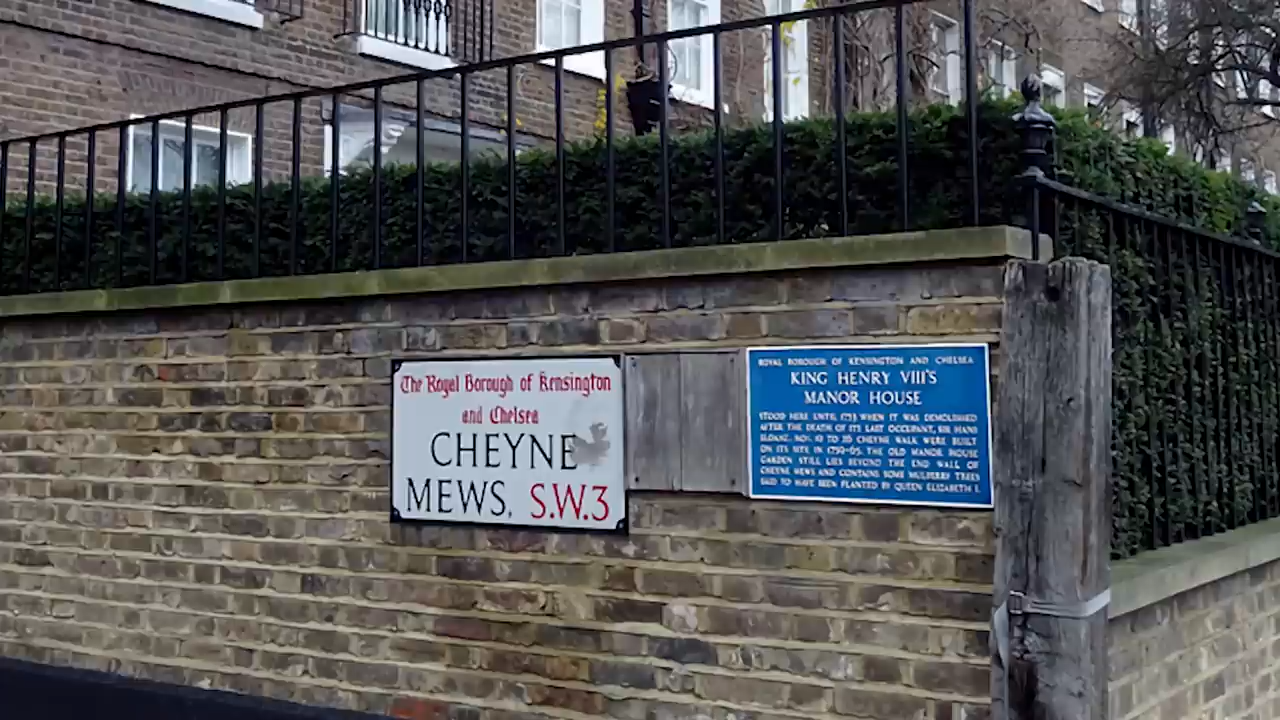 The Royal Borough of Kensington
and Chelsea
CHEYNE
MEWS. S.W.3
ROYAL BOROUGH OF KENSINGTON AND CHELSEA
KING HENRY VIII'S
MANOR HOUSE
STOOD HERE UNTIL 1753 WHEN IT WAS DEMOLISHED
AFTER THE DEATH OF ITS LAST OCCUPANT, SIR HANS
SLOANE. NOS. 19 TO 26 CHEYNE WALK WERE BUILT
ON ITS SITE IN 1759-65. THE OLD MANOR HOUSE
GARDEN STILL LIES BEYOND THE END WALL OF
CHEYNE MEWS AND CONTAINS SOME MULBERRY TREES
SAID TO HAVE BEEN PLANTED BY QUEEN ELIZABETH I.